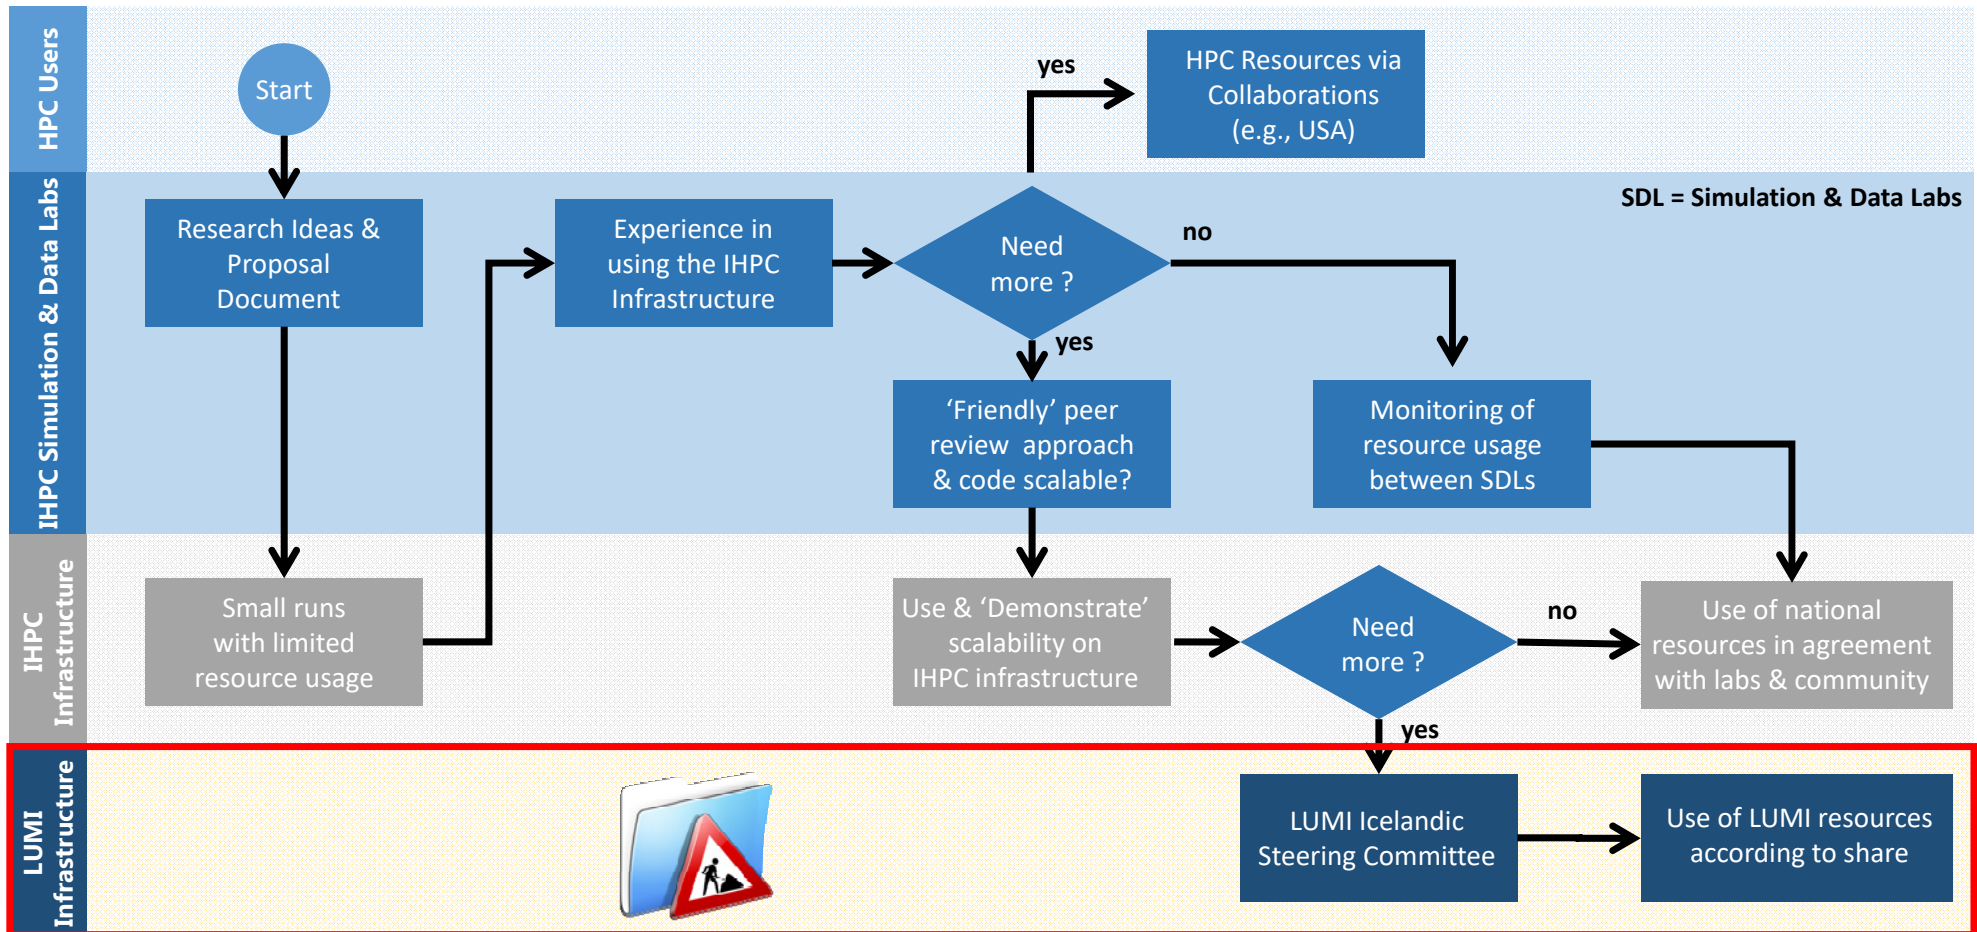 HPC Users
Start
yes
HPC Resources via
Collaborations
(e.g., USA)
IHPC Simulation & Data Labs
SDL = Simulation & Data Labs
Research Ideas &
Proposal
Document
Experience in
using the IHPC
Infrastructure
Need
more ?
no
yes
‘Friendly’ peer
review approach
& code scalable?
Monitoring of
resource usage
between SDLs
IHPC
Infrastructure
Small runs
with limited
resource usage
Use & ‘Demonstrate’
scalability on
IHPC infrastructure
Need
more ?
no
Use of national
resources in agreement
with labs & community
yes
LUMI
Infrastructure
LUMI Icelandic
Steering Committee
Use of LUMI resources
according to share